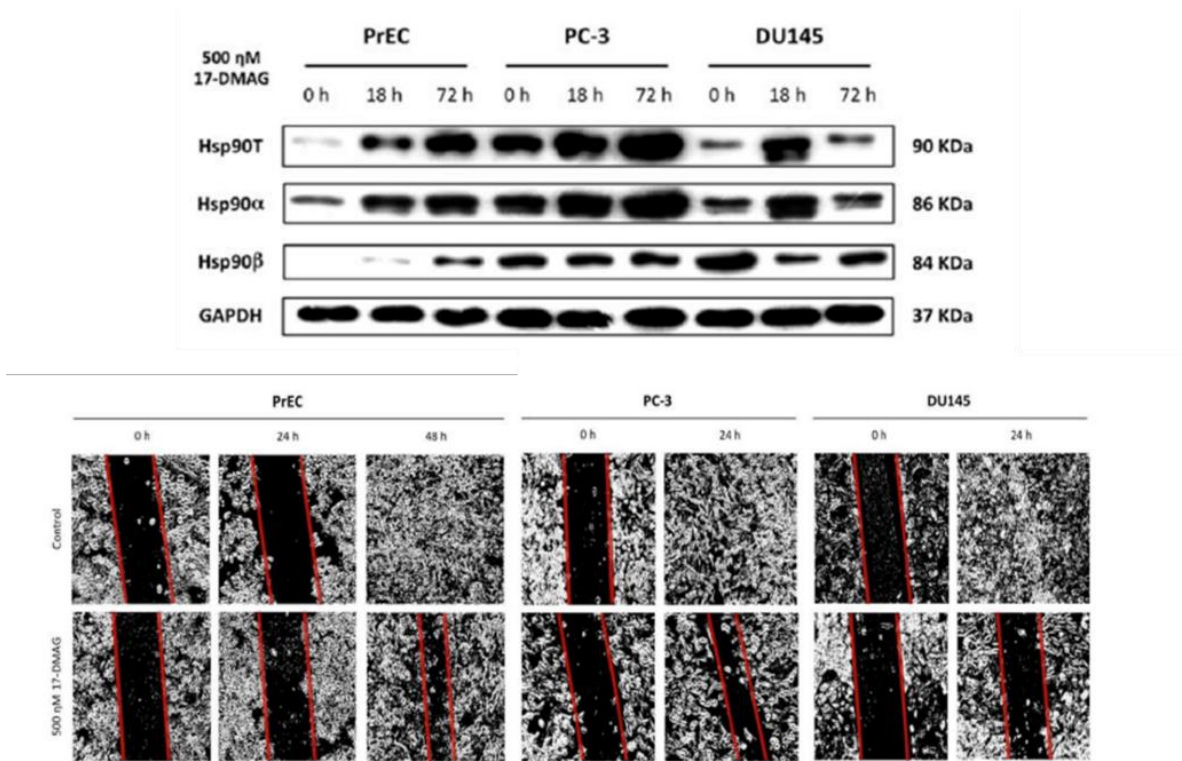 PrEC PC-3 DU145
500 ηM
17-DMAG
0 h 18 h 72 h 0 h 18 h 72 h 0 h 18 h 72 h
Hsp90T 90 KDa
Hsp90α 86 KDa
Hsp90β 84 KDa
GAPDH 37 KDa
PrEC PC-3 DU145
0 h 24 h 48 h 0 h 24 h 0 h 24 h
Control
500 ηM 17-DMAG